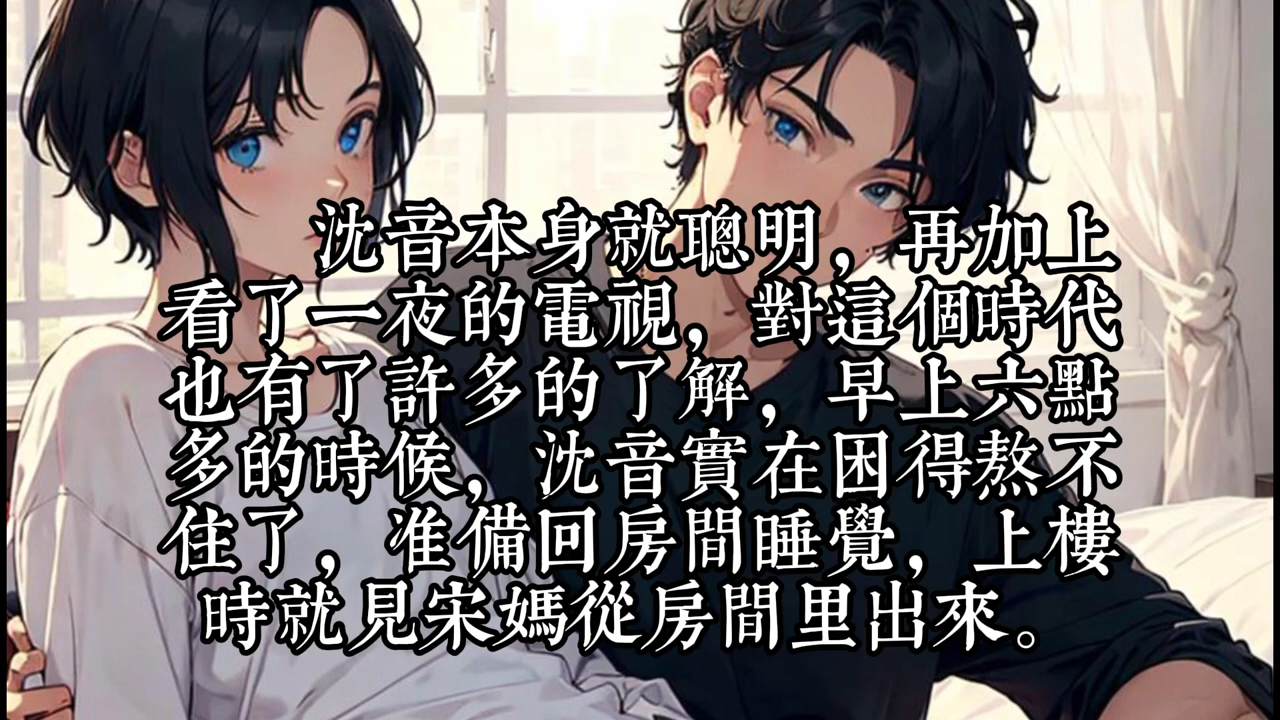 沈音本身就聰明，再加上
看了一夜的電視，對這個時代
也有了許多的了解，早上六點
多的時候，沈音實在困得熬不
住了，准備回房間睡覺，上樓
時就見宋媽從房間里出來。